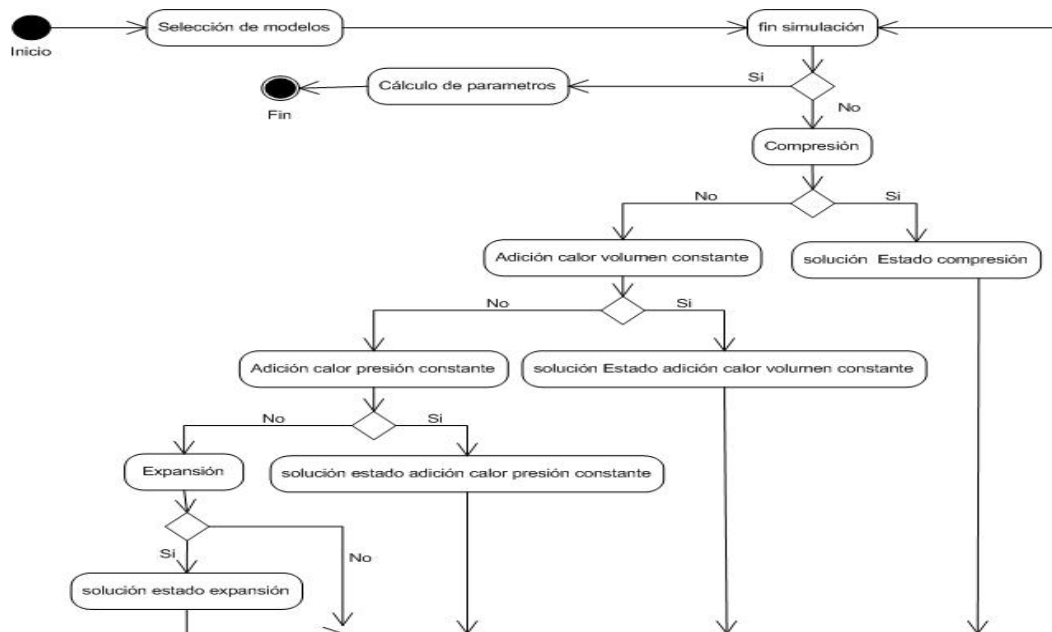 Selección de modelos
fin simulación
Inicio
Si
Cálculo de parametros
Fin
No
Compresión
No
Si
Adición calor volumen constante
solución Estado compresión
No
Si
Adición calor presión constante
solución Estado adición calor volumen constante
No
Si
Expansión
solución estado adición calor presión constante
Si
No
solución estado expansión